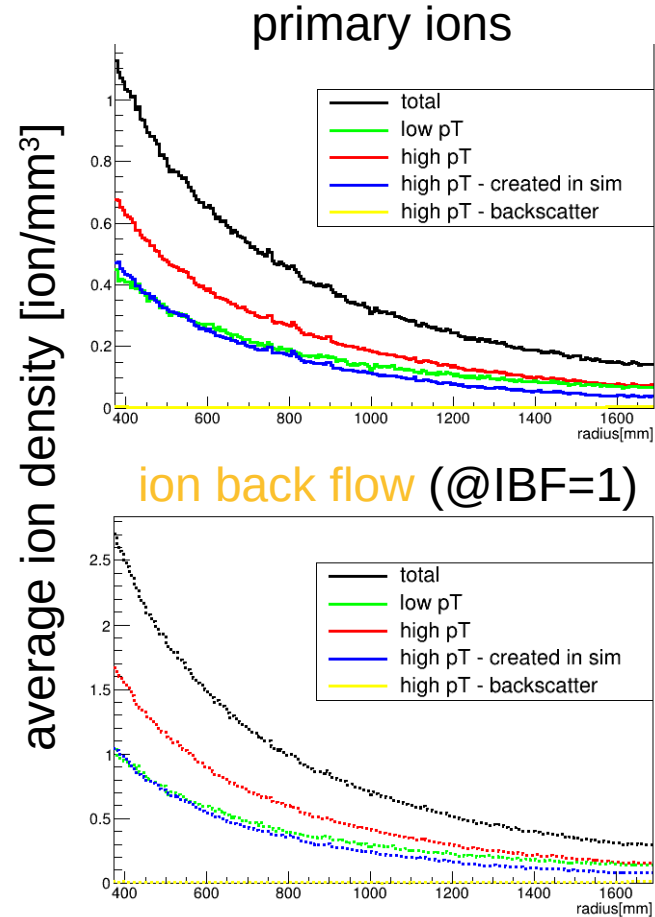 primary ions
average ion density [ion/mm³]
1
0.8
0.6
0.4
0.2
0
total
low pT
high pT
high pT - created in sim
high pT - backscatter
400 600 800 1000 1200 1400 1600
radius[mm]
ion back flow (@IBF=1)
2.5
2
1.5
1
0.5
0
total
low pT
high pT
high pT - created in sim
high pT - backscatter
400 600 800 1000 1200 1400 1600
radius[mm]